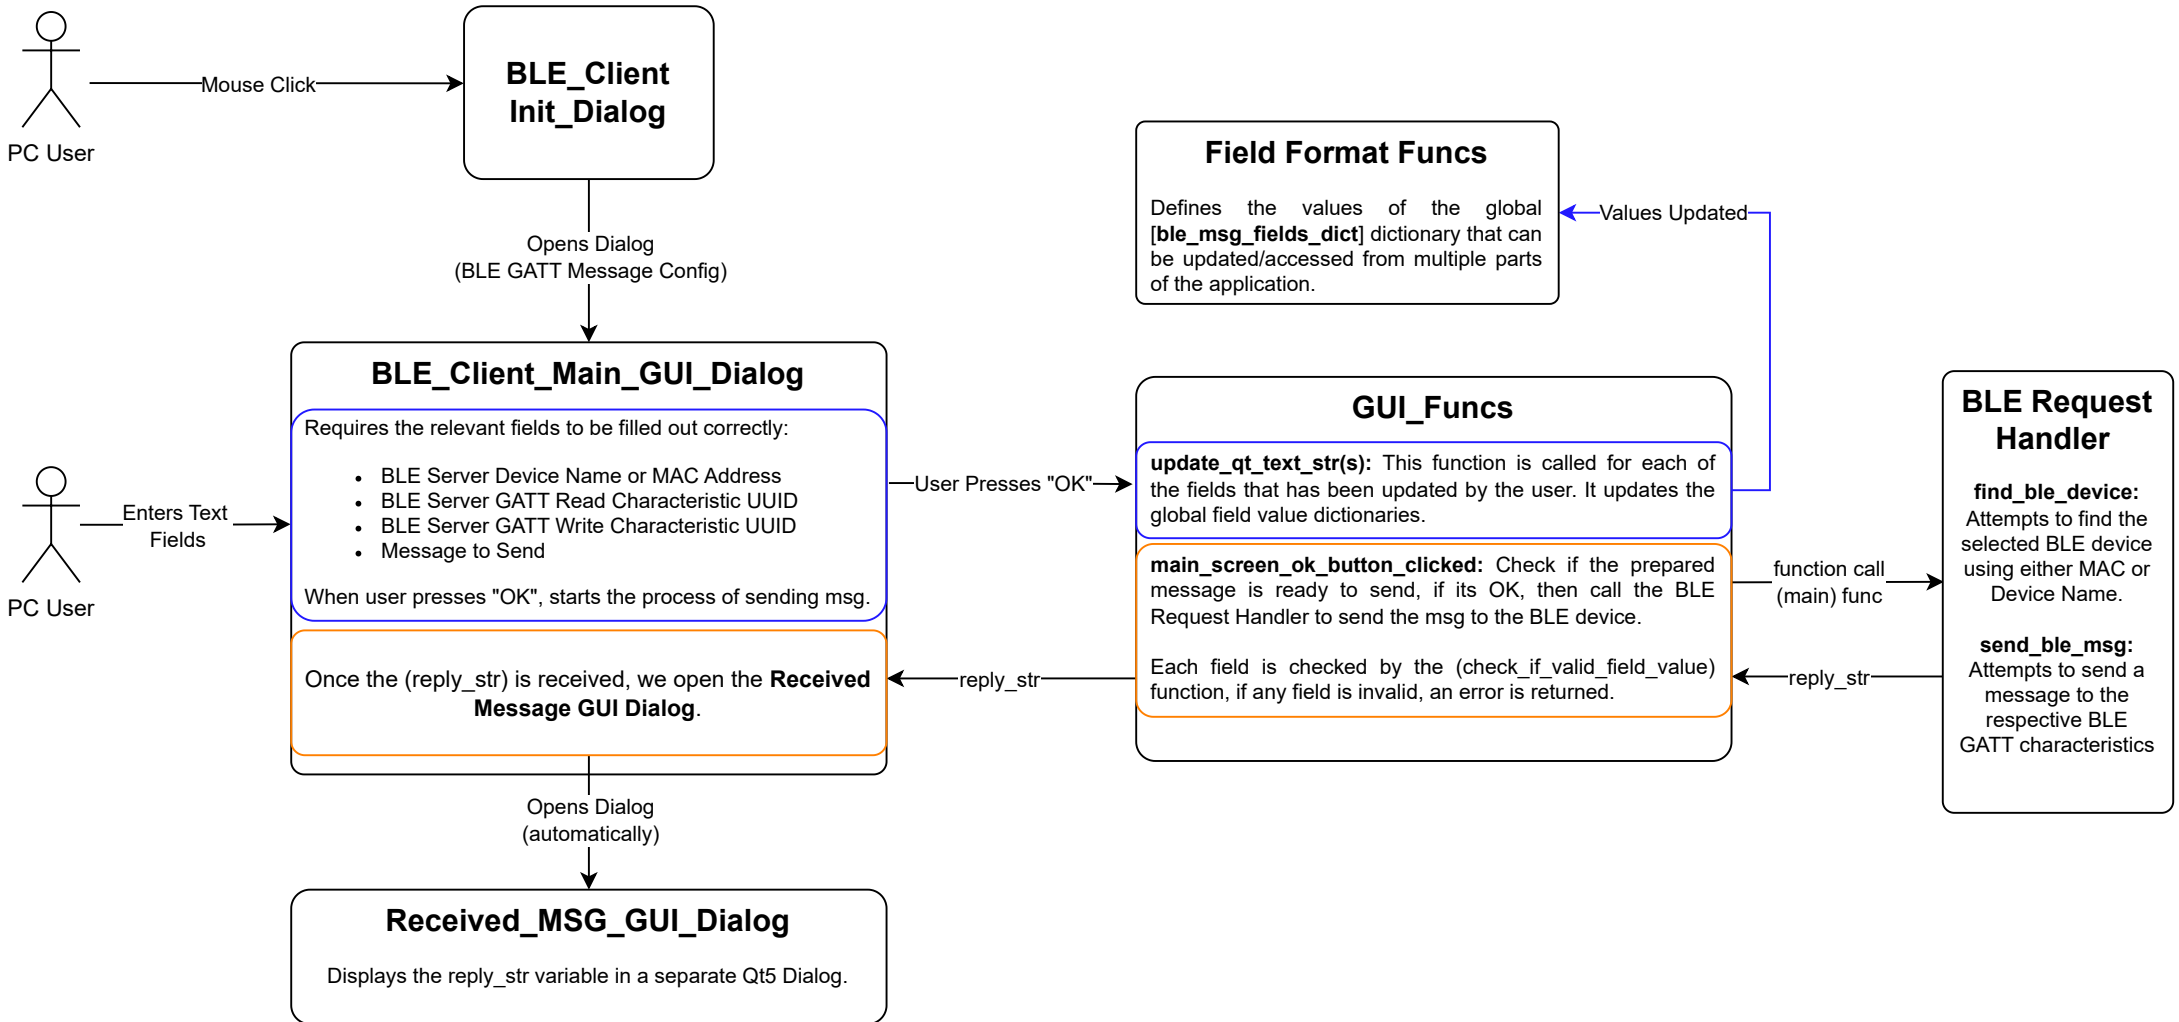 PC User
Mouse Click
BLE_Client
Init_Dialog
Opens Dialog
(BLE GATT Message Config)
Field Format Funcs
Defines the values of the global
[ble_msg_fields_dict] dictionary that can
be updated/accessed from multiple parts
of the application.
Values Updated
BLE_Client_Main_GUI_Dialog
Requires the relevant fields to be filled out correctly:
• BLE Server Device Name or MAC Address
• BLE Server GATT Read Characteristic UUID
• BLE Server GATT Write Characteristic UUID
• Message to Send
When user presses "OK", starts the process of sending msg.
Once the (reply_str) is received, we open the Received
Message GUI Dialog.
Enters Text
Fields
PC User
User Presses "OK"
GUI_Funcs
update_qt_text_str(s): This function is called for each of
the fields that has been updated by the user. It updates the
global field value dictionaries.
main_screen_ok_button_clicked: Check if the prepared
message is ready to send, if its OK, then call the BLE
Request Handler to send the msg to the BLE device.
Each field is checked by the (check_if_valid_field_value)
function, if any field is invalid, an error is returned.
reply_str
function call
(main) func
reply_str
BLE Request
Handler
find_ble_device:
Attempts to find the
selected BLE device
using either MAC or
Device Name.
send_ble_msg:
Attempts to send a
message to the
respective BLE
GATT characteristics
Opens Dialog
(automatically)
Received_MSG_GUI_Dialog
Displays the reply_str variable in a separate Qt5 Dialog.